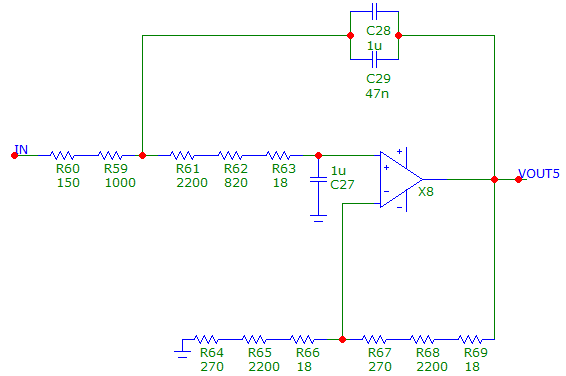 C28
1u
C29
47n
IN
R60 R59 R61 R62 R63
150 1000 2200 820 18
1u
C27
+
+
-
-
X8
VOUT5
R64 R65 R66 R67 R68 R69
270 2200 18 270 2200 18